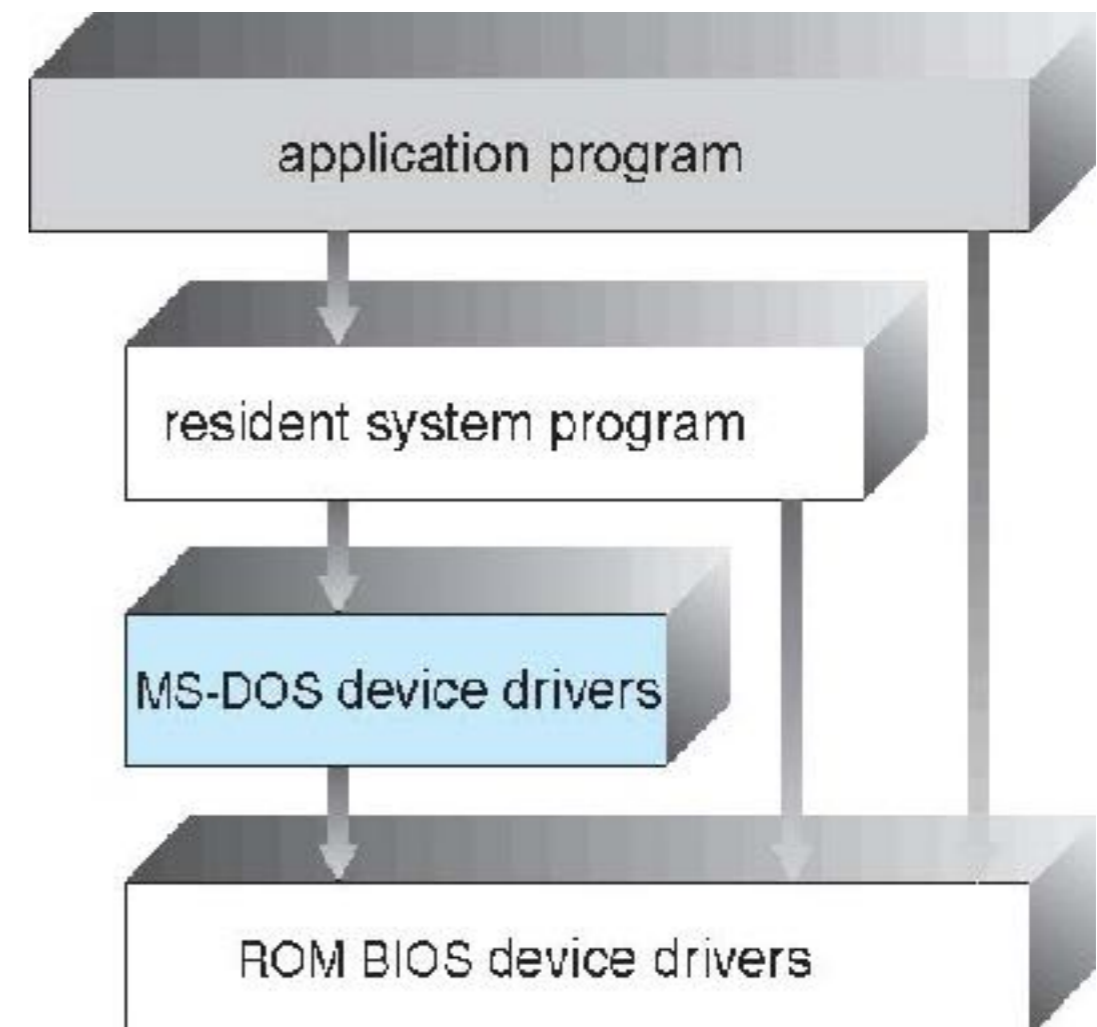 application program
resident system program
MS-DOS device drivers
ROM BIOS device drivers